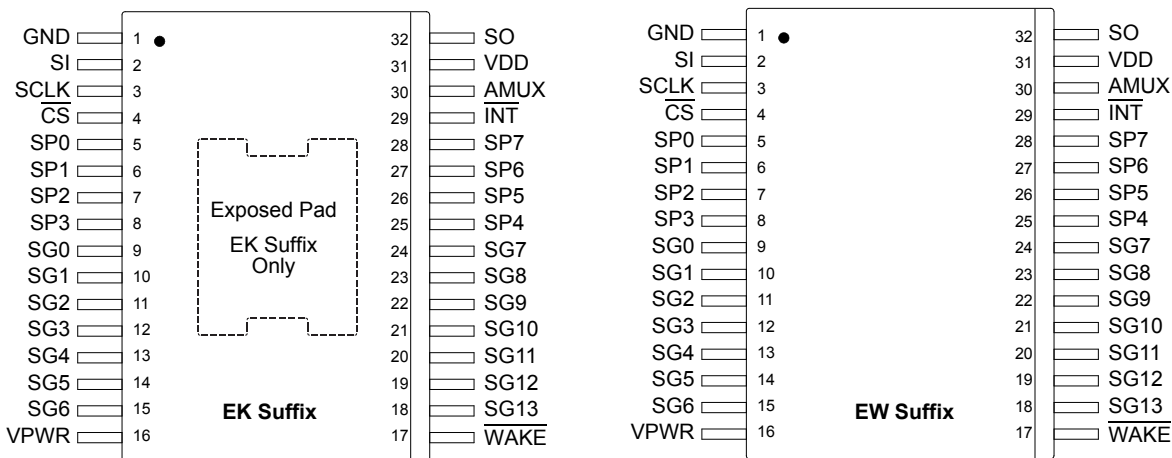 GND 1 32 SO
SI 2 31 VDD
SCLK 3 30 AMUX
CS 4 29 INT
SP0 5 28 SP7
SP1 6 27 SP6
SP2 7 26 SP5
SP3 8 25 SP4
SG0 9 24 SG7
SG1 10 23 SG8
SG2 11 22 SG9
SG3 12 21 SG10
SG4 13 20 SG11
SG5 14 19 SG12
SG6 15 18 SG13
VPWR 16 17 WAKE
Exposed Pad
EK Suffix
Only
EK Suffix
GND 1 32 SO
SI 2 31 VDD
SCLK 3 30 AMUX
CS 4 29 INT
SP0 5 28 SP7
SP1 6 27 SP6
SP2 7 26 SP5
SP3 8 25 SP4
SG0 9 24 SG7
SG1 10 23 SG8
SG2 11 22 SG9
SG3 12 21 SG10
SG4 13 20 SG11
SG5 14 19 SG12
SG6 15 18 SG13
VPWR 16 17 WAKE
EW Suffix